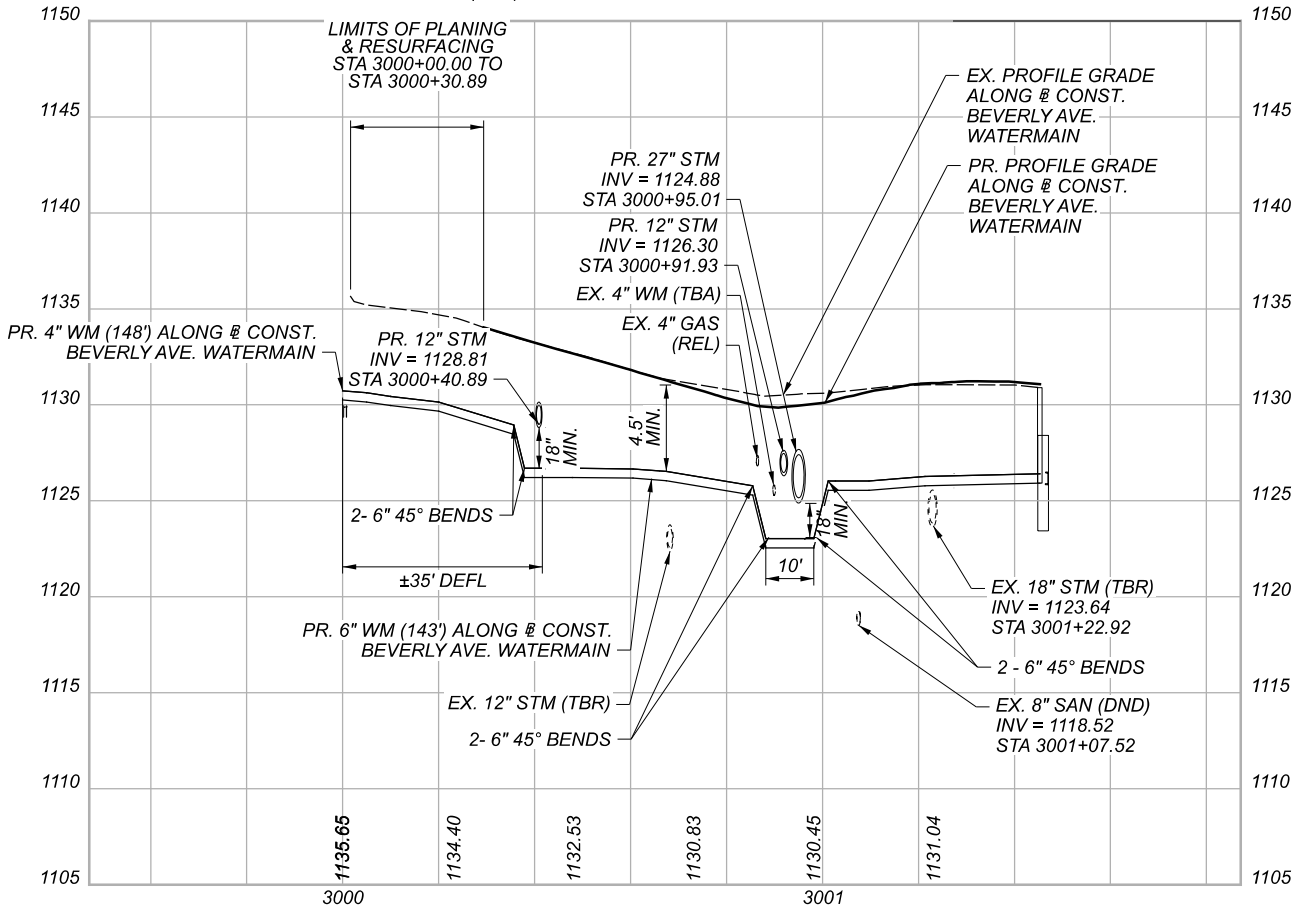 1150
1150
LIMITS OF PLANING
& RESURFACING
STA 3000+00.00 TO
STA 3000+30.89
EX. PROFILE GRADE
ALONG ⅊ CONST.
BEVERLY AVE.
WATERMAIN
1145
1145
PR. 27" STM
INV = 1124.88
STA 3000+95.01
PR. PROFILE GRADE
ALONG ⅊ CONST.
BEVERLY AVE.
WATERMAIN
1140
1140
PR. 12" STM
INV = 1126.30
STA 3000+91.93
EX. 4" WM (TBA)
EX. 4" GAS
(REL)
1135
1135
PR. 4" WM (148') ALONG ⅊ CONST.
BEVERLY AVE. WATERMAIN
PR. 12" STM
INV = 1128.81
STA 3000+40.89
1130
1130
18"
MIN.
4.5'
MIN.
1125
1125
2- 6" 45° BENDS
18"
MIN.
±35' DEFL
10'
1120
1120
EX. 18" STM (TBR)
INV = 1123.64
STA 3001+22.92
PR. 6" WM (143') ALONG ⅊ CONST.
BEVERLY AVE. WATERMAIN
2 - 6" 45° BENDS
1115
1115
EX. 12" STM (TBR)
2- 6" 45° BENDS
EX. 8" SAN (DND)
INV = 1118.52
STA 3001+07.52
1110
1110
1135.65
1134.40
1132.53
1130.83
1130.45
1131.04
1105
1105
3000
3001